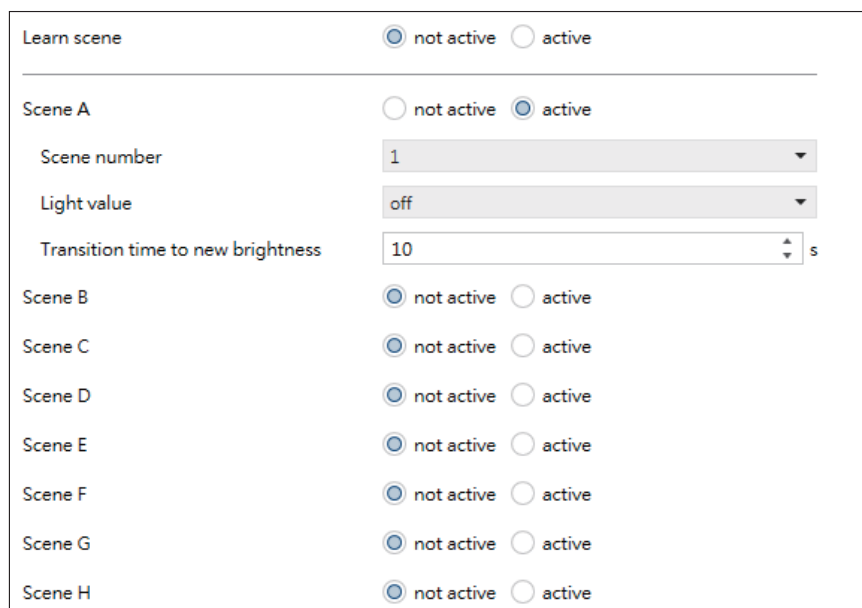 Learn scene not active active
Scene A not active active
Scene number 1
Light value off
Transition time to new brightness 10 s
Scene B not active active
Scene C not active active
Scene D not active active
Scene E not active active
Scene F not active active
Scene G not active active
Scene H not active active